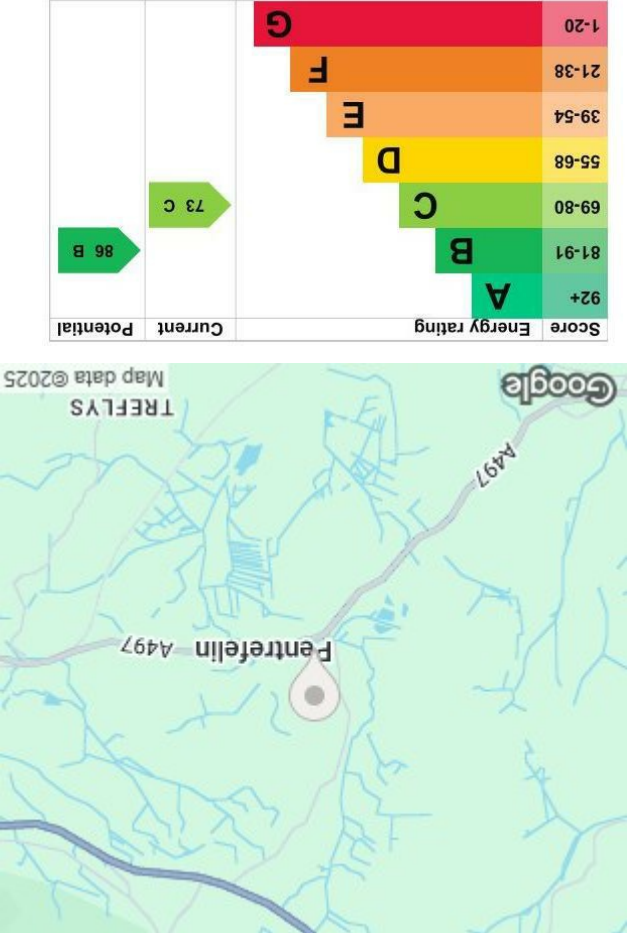 A497
Pentrefelin
A497
TREFLYS
Google
Map data ©2025
Score Energy rating Current Potential
92+ A
81-91 B 86 B
69-80 C 73 C
55-68 D
39-54 E
21-38 F
1-20 G